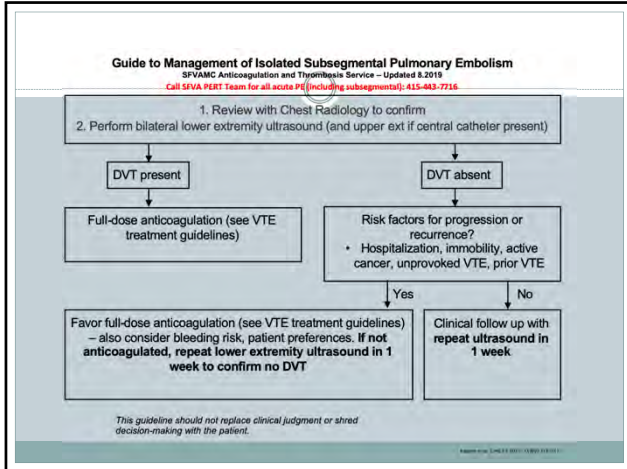 Guide to Management of Isolated Subsegmental Pulmonary Embolism
SFVAMC Anticoagulation and Thrombosis Service – Updated 8.2019
Call SFVA PERT Team for all acute PE (including subsegmental): 415-443-7716
1. Review with Chest Radiology to confirm
2. Perform bilateral lower extremity ultrasound (and upper ext if central catheter present)
DVT present
DVT absent
Full-dose anticoagulation (see VTE
treatment guidelines)
Risk factors for progression or
recurrence?
• Hospitalization, immobility, active
cancer, unprovoked VTE, prior VTE
Yes
No
Favor full-dose anticoagulation (see VTE treatment guidelines)
– also consider bleeding risk, patient preferences. If not
anticoagulated, repeat lower extremity ultrasound in 1
week to confirm no DVT
Clinical follow up with
repeat ultrasound in
1 week
This guideline should not replace clinical judgment or shred
decision-making with the patient.